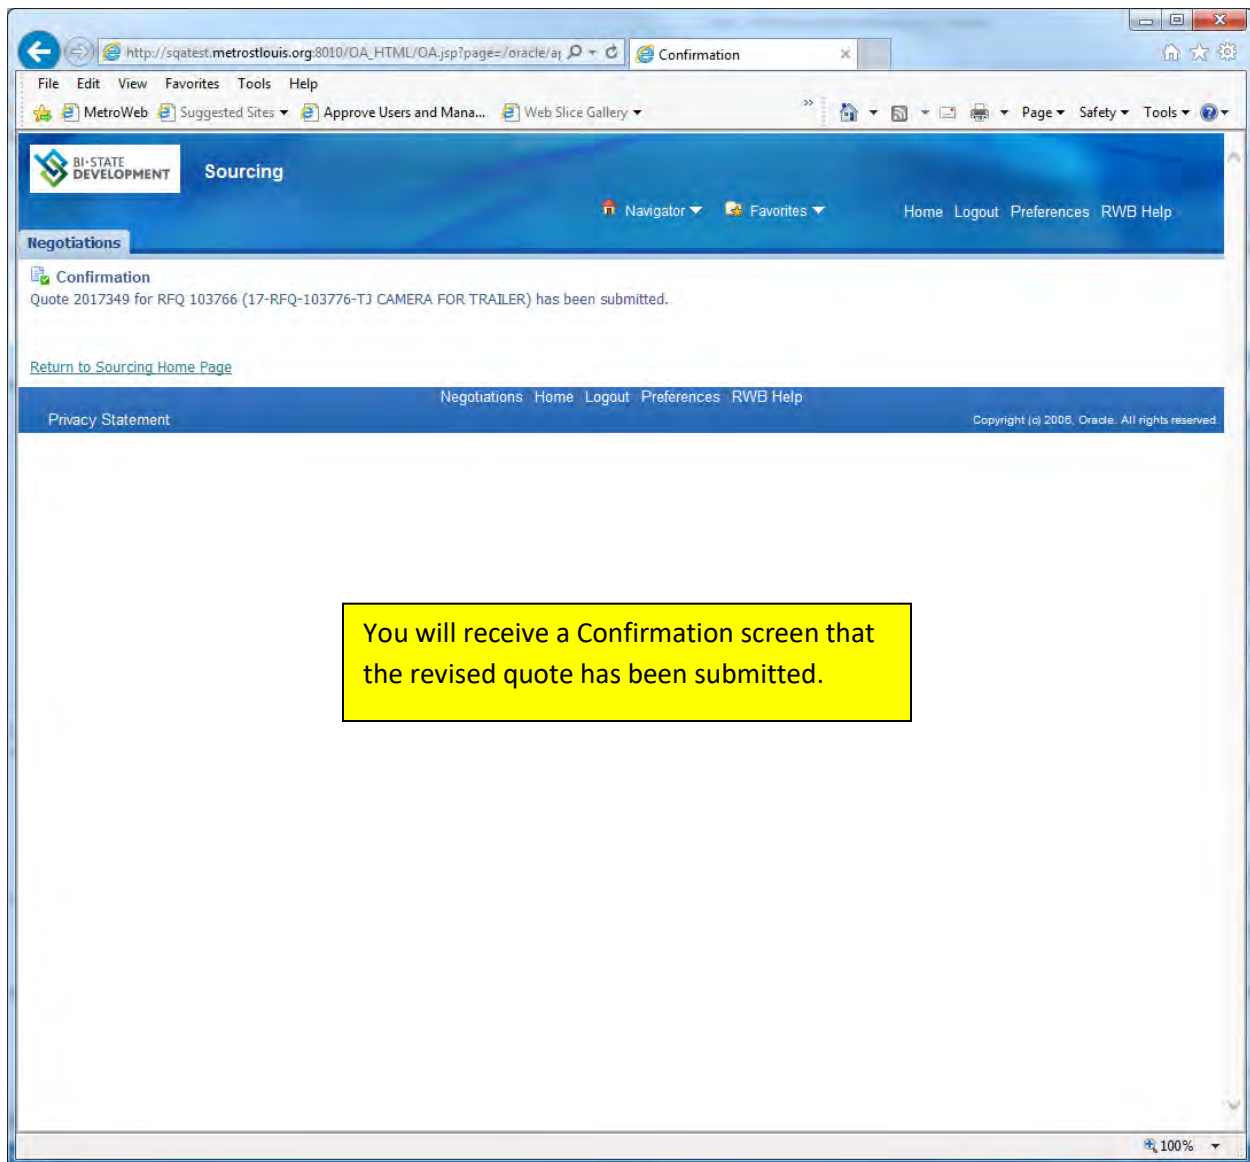 http://sqatest.metrostlouis.org:8010/OA_HTML/OA.jsp?page=/oracle/a
Confirmation
File Edit View Favorites Tools Help
MetroWeb Suggested Sites Approve Users and Mana... Web Slice Gallery » Page Safety Tools
BI-STATE
DEVELOPMENT
Sourcing
Navigator Favorites Home Logout Preferences RWB Help
Negotiations
Confirmation
Quote 2017349 for RFQ 103766 (17-RFQ-103776-TJ CAMERA FOR TRAILER) has been submitted.
Return to Sourcing Home Page
Negotiations Home Logout Preferences RWB Help
Privacy Statement Copyright (c) 2006, Oracle. All rights reserved.
You will receive a Confirmation screen that
the revised quote has been submitted.
100%